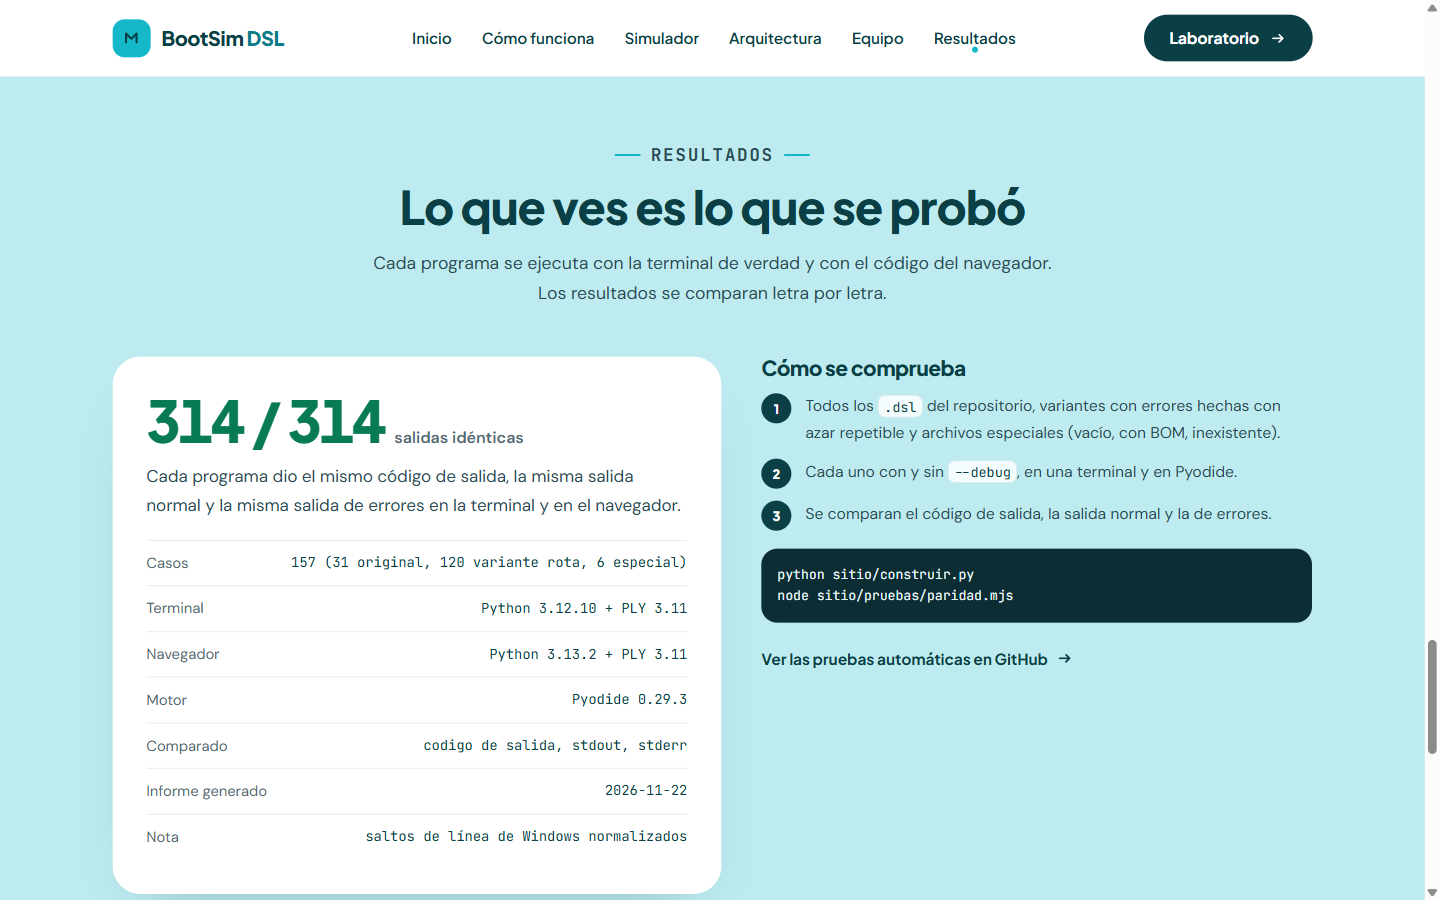 BootSim DSL
Inicio
Cómo funciona
Simulador
Arquitectura
Equipo
Resultados
Laboratorio →
RESULTADOS
Lo que ves es lo que se probó
Cada programa se ejecuta con la terminal de verdad y con el código del navegador.
Los resultados se comparan letra por letra.
314 / 314 salidas idénticas
Cada programa dio el mismo código de salida, la misma salida
normal y la misma salida de errores en la terminal y en el navegador.
Casos 157 (31 original, 120 variante rota, 6 especial)
Terminal Python 3.12.10 + PLY 3.11
Navegador Python 3.13.2 + PLY 3.11
Motor Pyodide 0.29.3
Comparado codigo de salida, stdout, stderr
Informe generado 2026-11-22
Nota saltos de línea de Windows normalizados
Cómo se comprueba
1 Todos los .dsl del repositorio, variantes con errores hechas con
azar repetible y archivos especiales (vacío, con BOM, inexistente).
2 Cada uno con y sin --debug, en una terminal y en Pyodide.
3 Se comparan el código de salida, la salida normal y la de errores.
python sitio/construir.py
node sitio/pruebas/paridad.mjs
Ver las pruebas automáticas en GitHub →